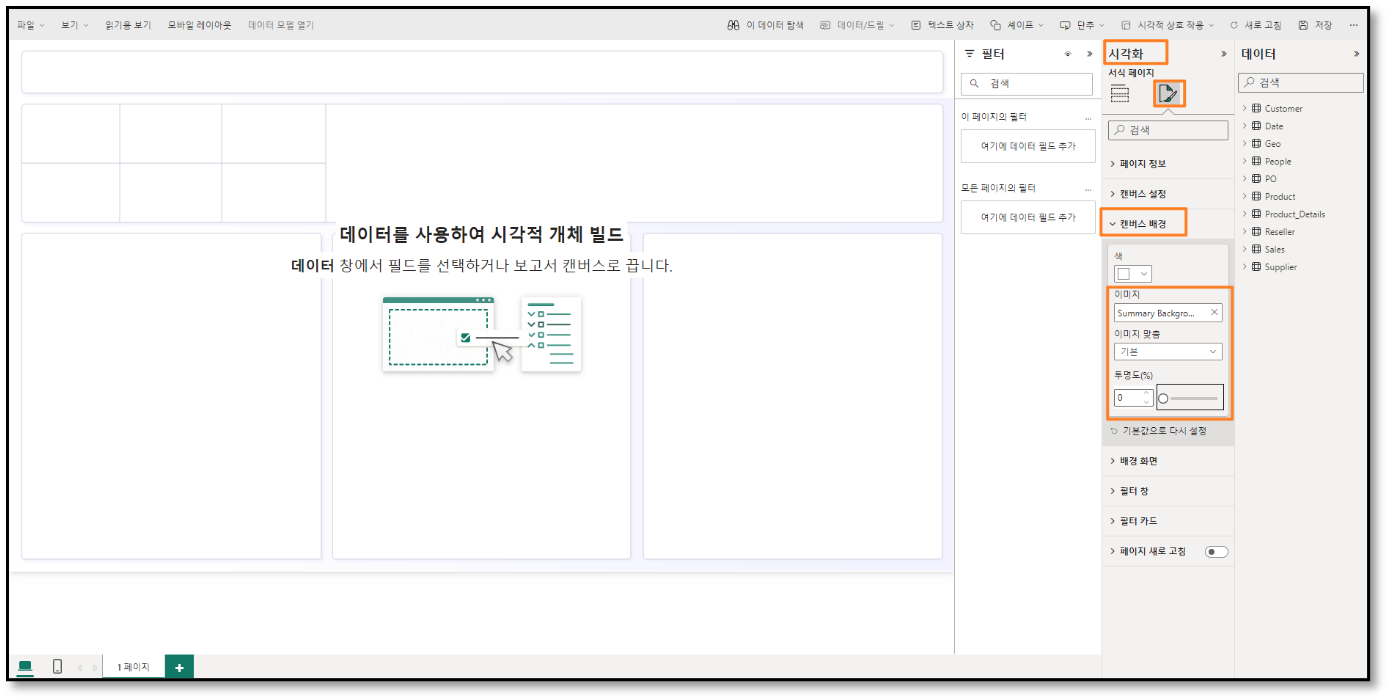 파일
보기
읽기용 보기
모바일 레이아웃
데이터 모델 열기
이 데이터 탐색
데이터/드릴
텍스트 상자
셰이프
단추
시각적 상호 작용
새로 고침
저장
...
데이터를 사용하여 시각적 개체 빌드
데이터 창에서 필드를 선택하거나 보고서 캔버스로 끕니다.
필터
검색
이 페이지의 필터
...
여기에 데이터 필드 추가
모든 페이지의 필터
...
여기에 데이터 필드 추가
시각화
서식 페이지
검색
페이지 정보
캔버스 설정
캔버스 배경
색
이미지
Summary Backgro...
이미지 맞춤
기본
투명도(%)
0
기본값으로 다시 설정
배경 화면
필터 창
필터 카드
페이지 새로 고침
데이터
검색
Customer
Date
Geo
People
PO
Product
Product_Details
Reseller
Sales
Supplier
1페이지
+